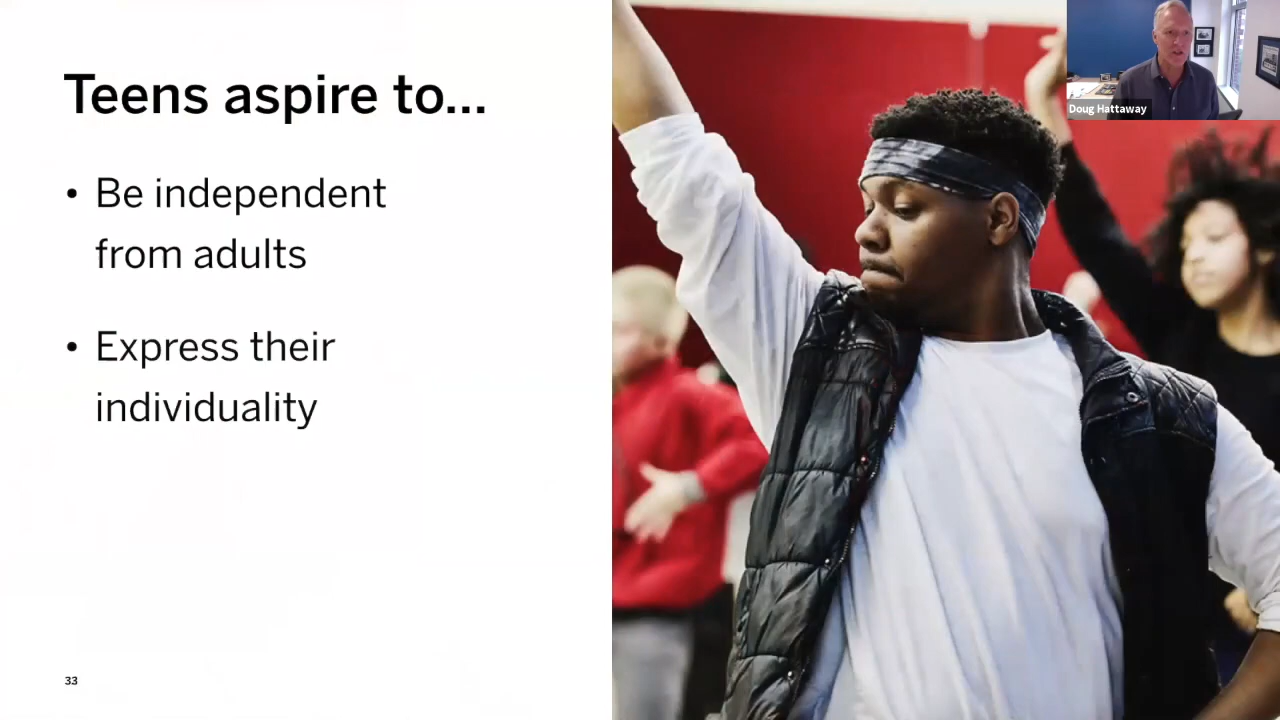 Teens aspire to...
• Be independent
from adults
• Express their
individuality
33
Doug Hattaway